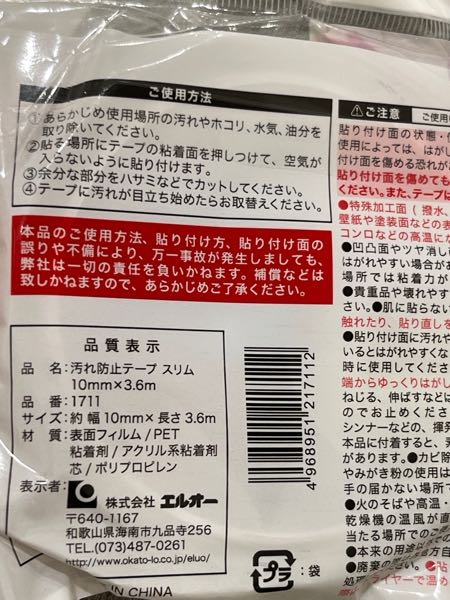 ご使用方法
①あらかじめ使用場所の汚れやホコリ、水気、油分を
取り除いてください。
②貼る場所にテープの粘着面を押しつけて、空気が
入らないように貼り付けます。
③余分な部分をハサミなどでカットしてください。
④テープに汚れが目立ち始めたらお取替えください。
本品のご使用方法、貼り付け方、貼り付け面の
誤りや不備により、万一事故が発生しましても、
弊社は一切の責任を負いかねます。補償などは
致しかねますので、あらかじめご了承ください。
品質表示
品 名：汚れ防止テープ スリム
10mm×3.6m
品 番：1711
サイズ：約 幅10mm×長さ3.6m
材 質：表面フィルム/PET
粘着剤/アクリル系粘着剤
芯/ポリプロピレン
表示者：
株式会社 エルオー
〒640-1167
和歌山県海南市九品寺256
TEL.(073)487-0261
http://www.okato-lo.co.jp/eluo/
IN CHINA
4 968951 217112
プラ：袋
⚠ご注意 ご使用
貼り付け面の状態・
使用によっては、はがし
付け面を傷める恐れがあ
貼り付け面を傷めても
ください。また、テープに
●特殊加工面(撥水、
壁紙や塗装面などの表
コンロなどの高温にか
●凹凸面やツヤ消し
はがれやすい場合があ
場所では粘着力が
●貴重品や壊れやす
さい。●肌に貼らない
触れたり、貼り直しを
●貼り付け面に汚れや
いるとはがれやすくな
時に使用してくださ
端からゆっくりはがし
ねじる、伸ばすなどは
のでお止めくださ
シンナーなどの、揮発
本品に付着すると、剥
があります。●カビ除
やみがき粉の使用は
手の届かない場所で
●火のそばや高温・
乾燥機の温風が直
当たる場所での
●本来の用途以
●廃棄の
ライヤーで温め